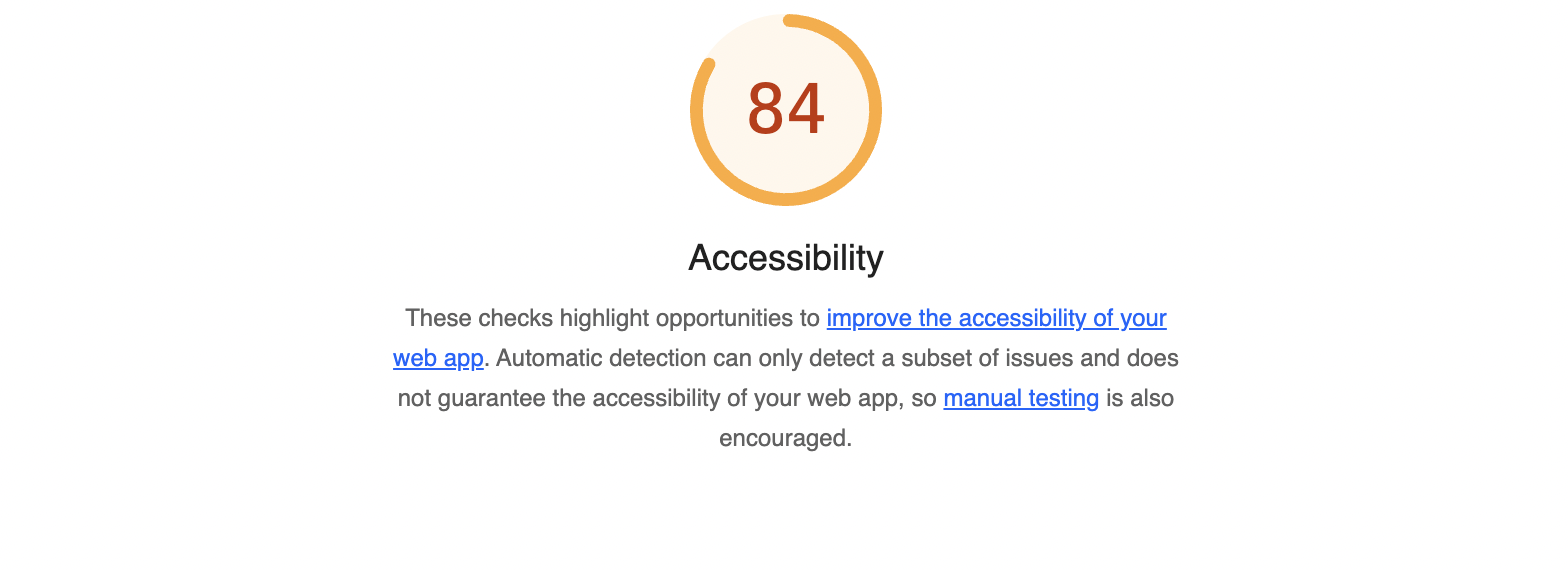 84
Accessibility
These checks highlight opportunities to improve the accessibility of your
web app. Automatic detection can only detect a subset of issues and does
not guarantee the accessibility of your web app, so manual testing is also
encouraged.